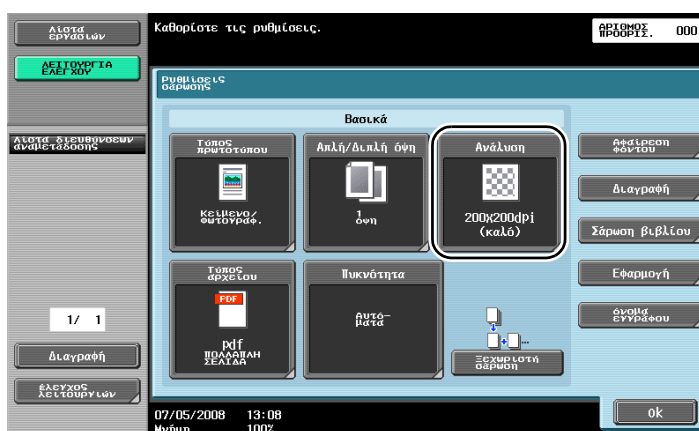 Λίστα
εργασιών
Καθορίστε τις ρυθμίσεις.
ΑΡΙΘΜΟΣ
ΠΡΟΟΡΙΣ.
000
ΛΕΙΤΟΥΡΓΙΑ
ΕΛΕΓΧΟΥ
Ρυθμίσεις
σάρωσης
Βασικά
Λίστα διευθύνσεων
αναμετάδοσης
Τύπος
πρωτοτύπου
Απλή/Διπλή όψη
Ανάλυση
Αφαίρεση
φόντου
Κείμενο/
φωτογραφ.
1
όψη
200x200dpi
(καλό)
Διαγραφή
Σάρωση βιβλίου
Τύπος
αρχείου
Πυκνότητα
Εφαρμογή
PDF
pdf
ΠΟΛΛΑΠΛΗ
ΣΕΛΙΔΑ
Αυτό-
ματα
όνομα
εγγράφου
1/ 1
Ξεχωριστή
σάρωση
Διαγραφή
έλεγχος
λειτουργιών
07/05/2008 13:08
Μνήμη 100%
Ok